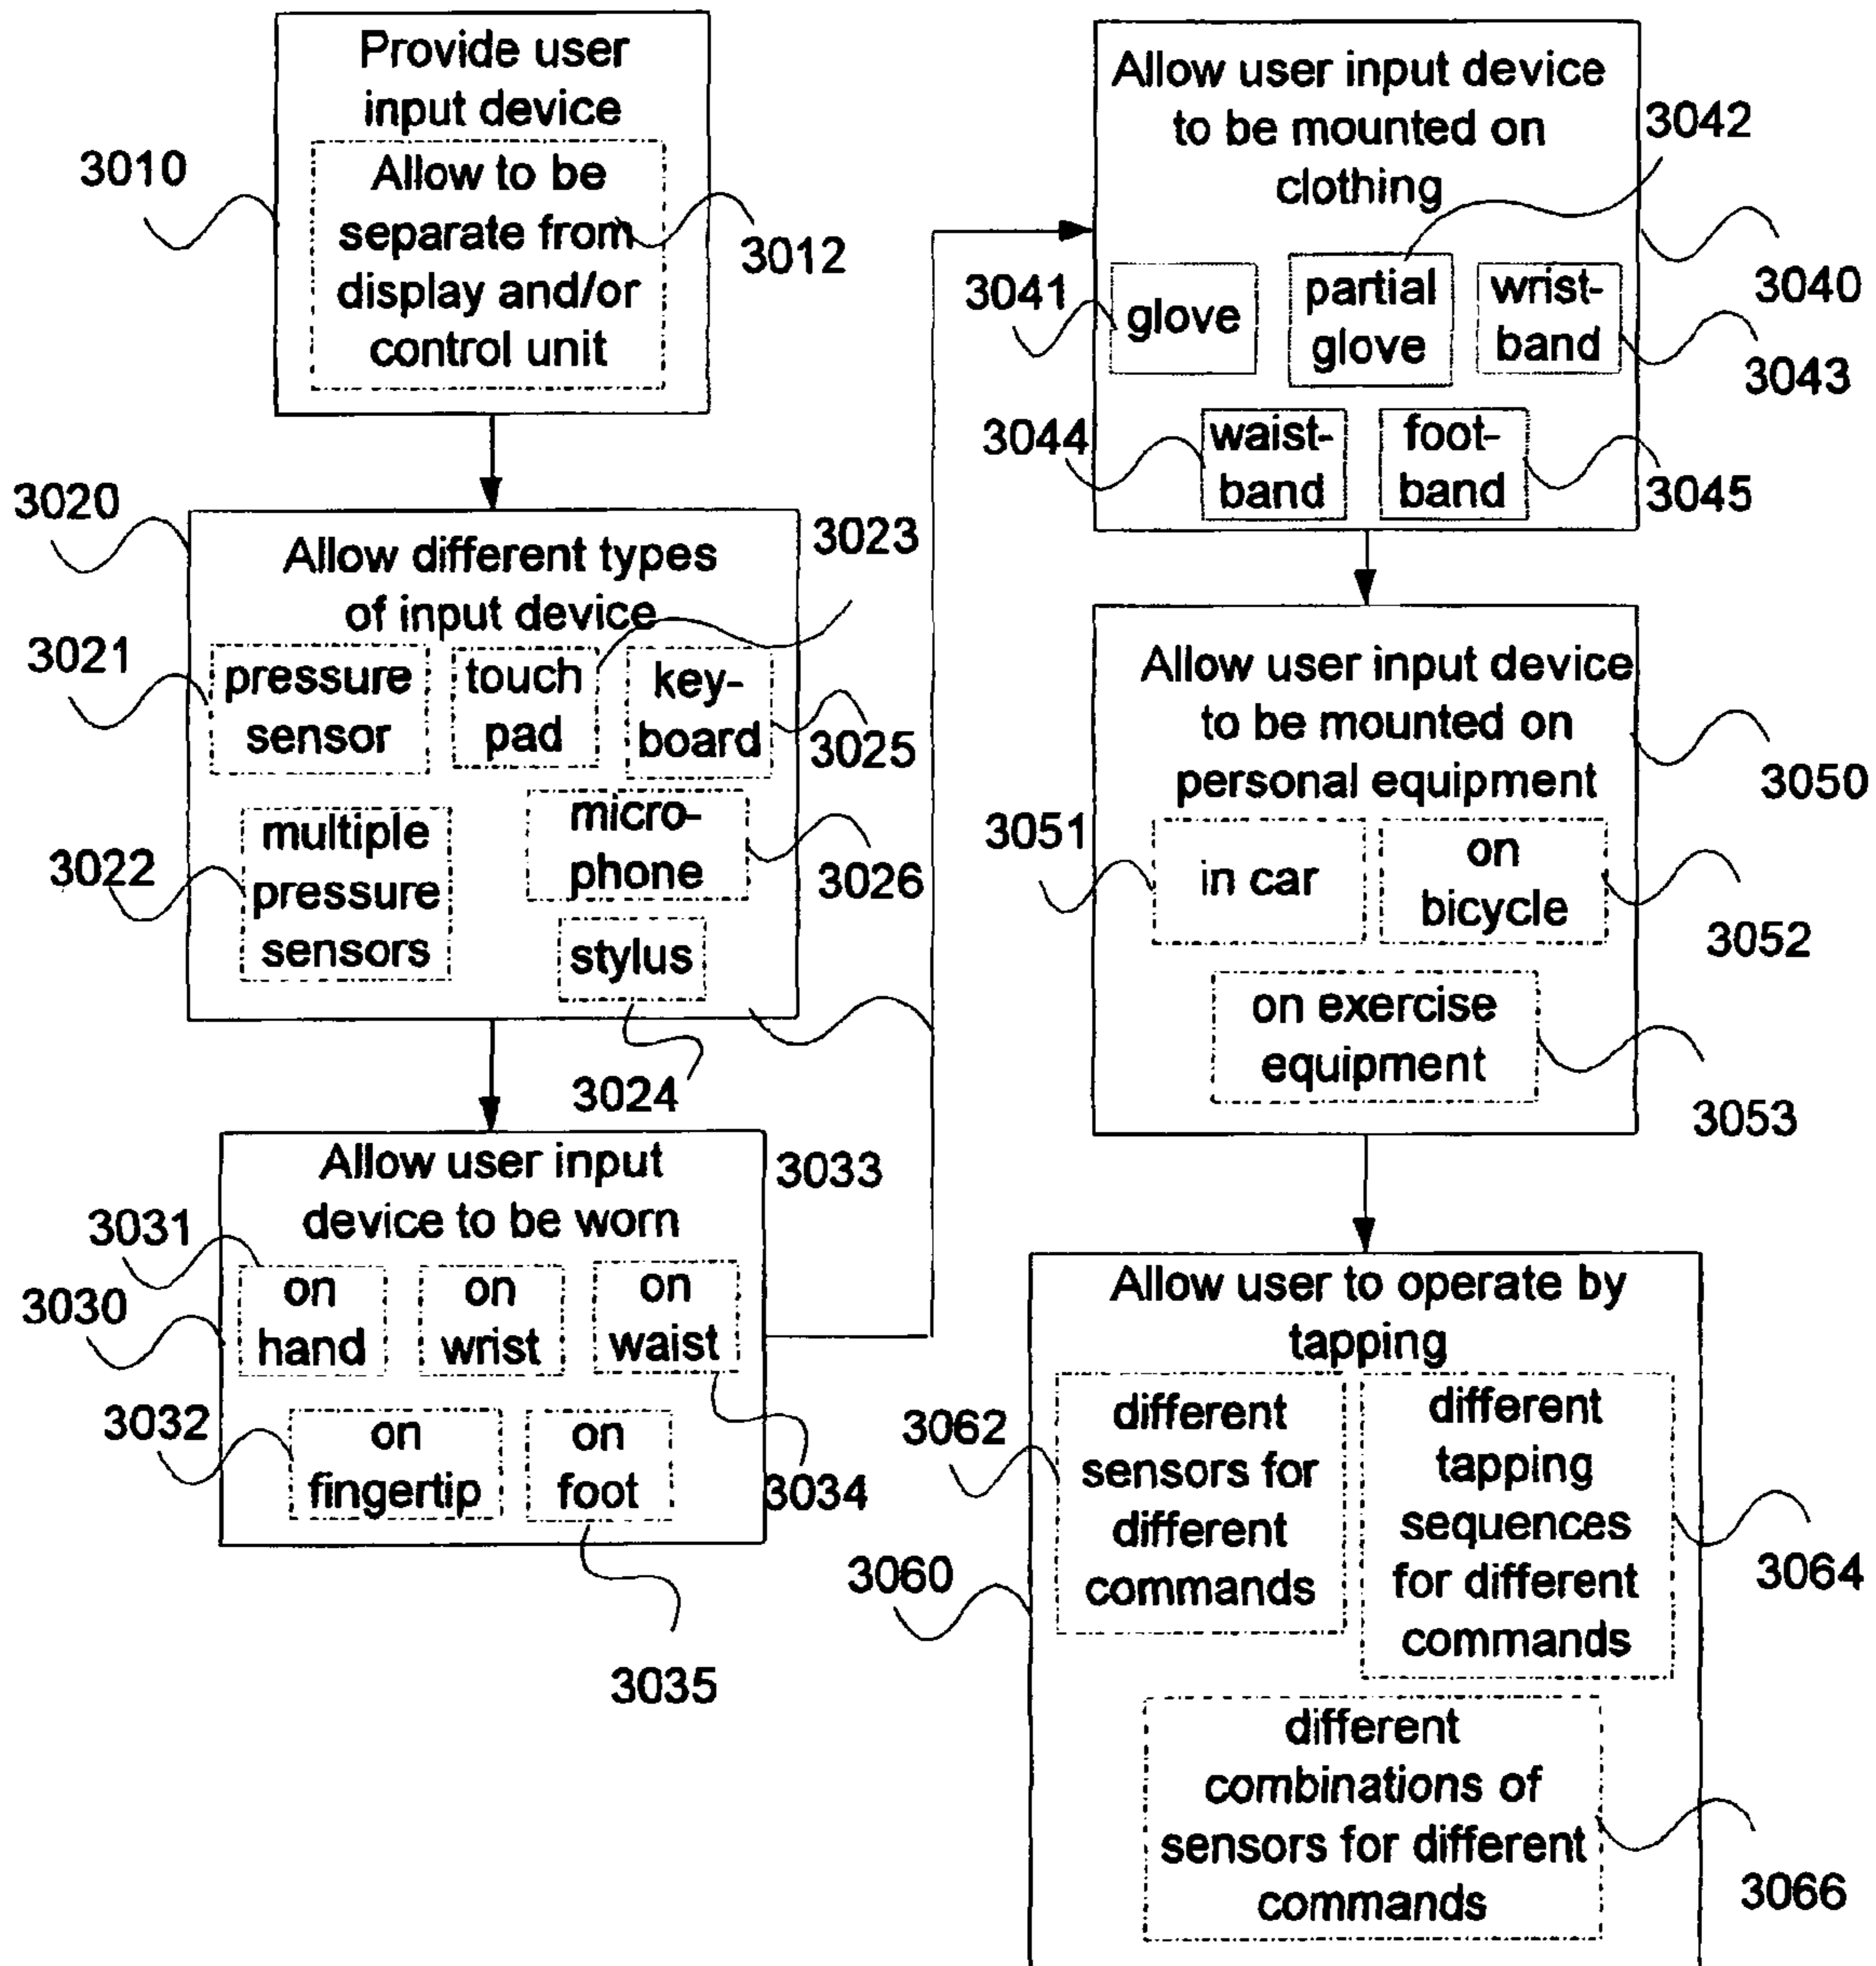 Provide user
input device
Allow to be
separate from
display and/or
control unit
3010
3012
3020
Allow different types
of input device
3023
3021
pressure
sensor
touch
pad
key-
board
3025
3022
multiple
pressure
sensors
micro-
phone
3026
stylus
3024
Allow user input
device to be worn
3033
3031
3030
on
hand
on
wrist
on
waist
3032
on
fingertip
on
foot
3034
3035
Allow user input device
to be mounted on
clothing
3042
3040
3041
glove
partial
glove
wrist-
band
3043
3044
waist-
band
foot-
band
3045
Allow user input device
to be mounted on
personal equipment
3050
3051
in car
on
bicycle
3052
on exercise
equipment
3053
Allow user to operate by
tapping
3062
different
sensors for
different
commands
different
tapping
sequences
for different
commands
3060
3064
different
combinations of
sensors for different
commands
3066